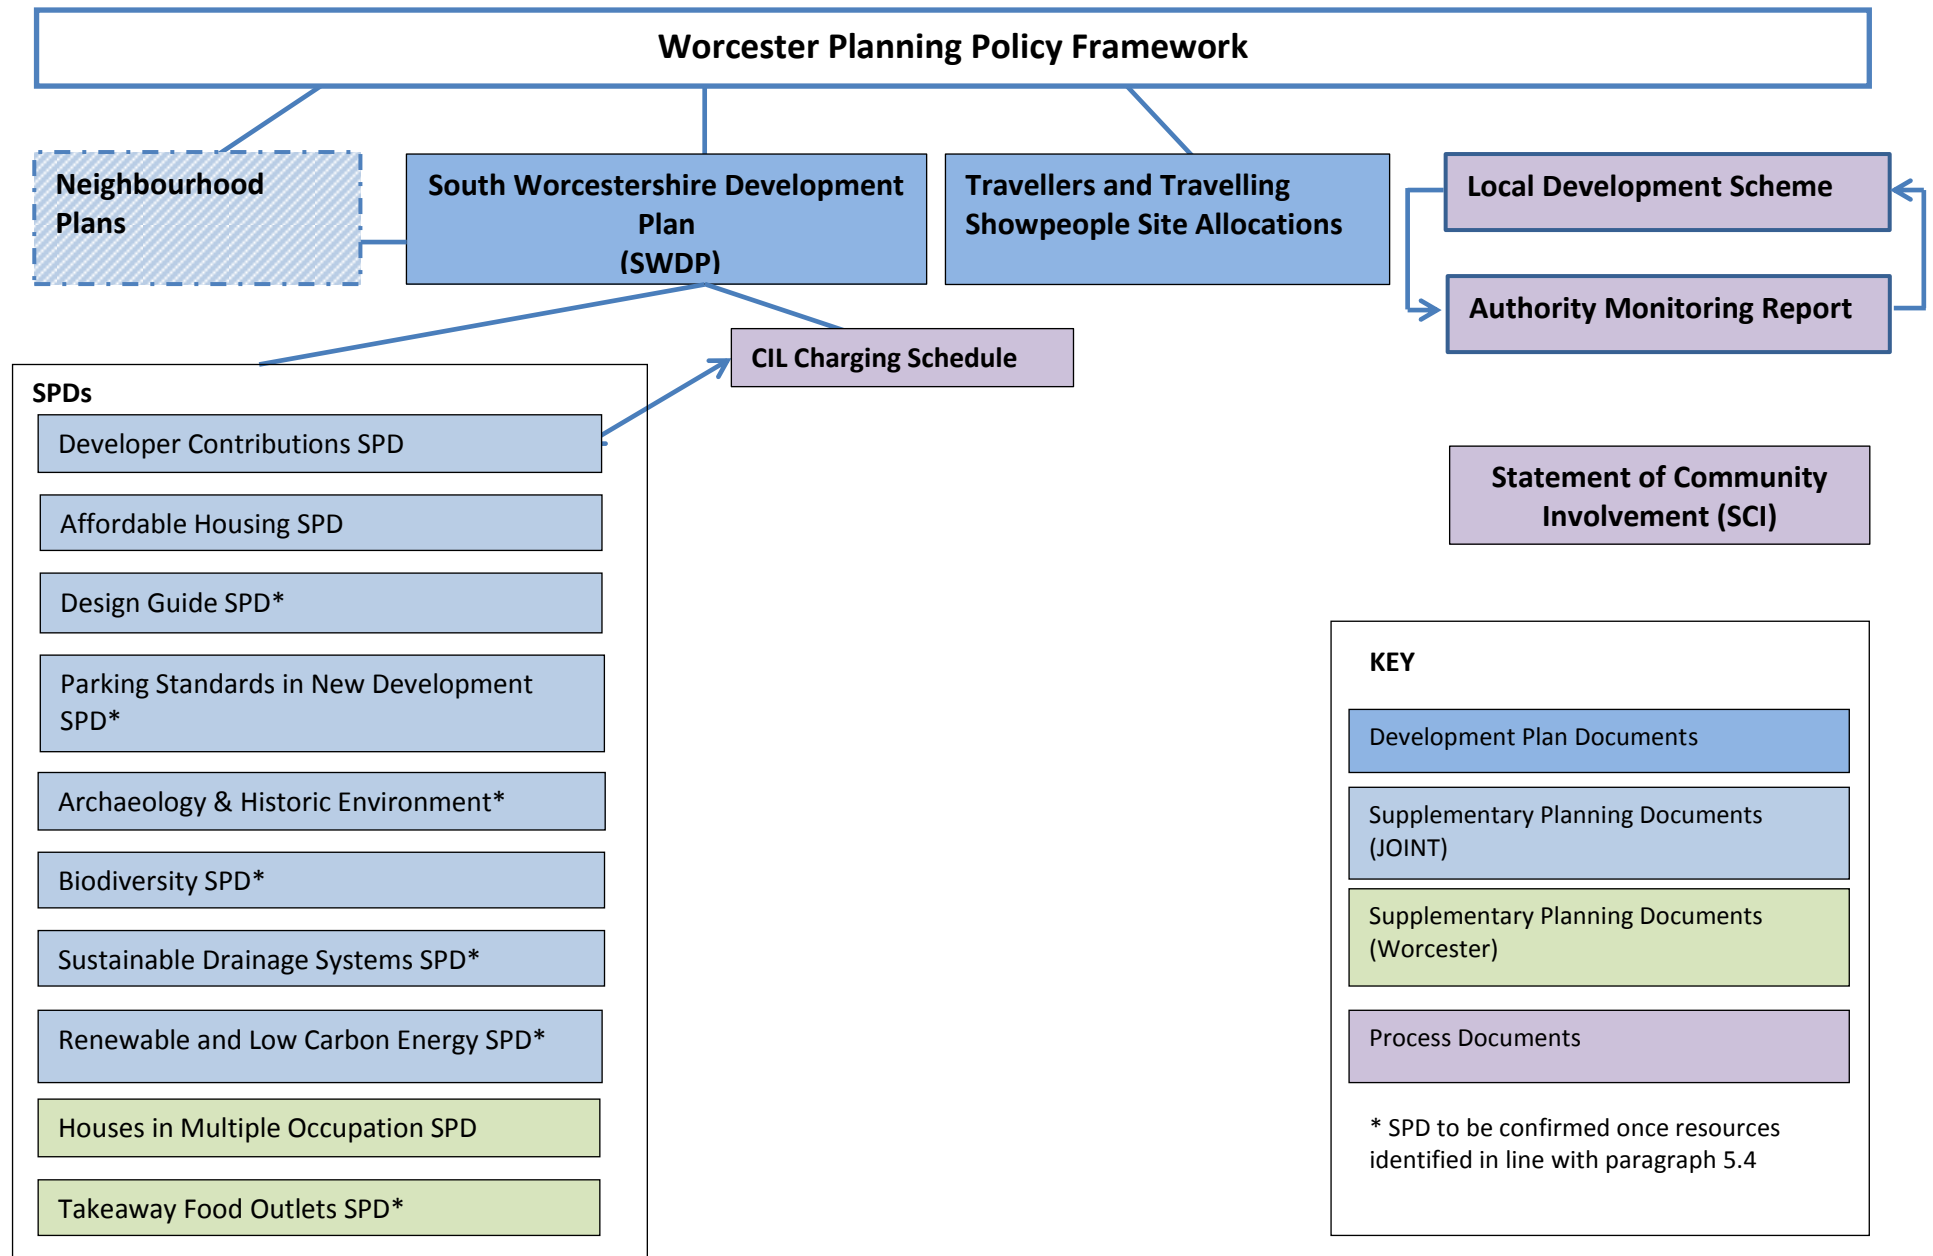 Worcester Planning Policy Framework
Neighbourhood
Plans
South Worcestershire Development
Plan
(SWDP)
Travellers and Travelling
Showpeople Site Allocations
Local Development Scheme
Authority Monitoring Report
CIL Charging Schedule
SPDs
Developer Contributions SPD
Affordable Housing SPD
Design Guide SPD*
Parking Standards in New Development
SPD*
Archaeology & Historic Environment*
Biodiversity SPD*
Sustainable Drainage Systems SPD*
Renewable and Low Carbon Energy SPD*
Houses in Multiple Occupation SPD
Takeaway Food Outlets SPD*
Statement of Community
Involvement (SCI)
KEY
Development Plan Documents
Supplementary Planning Documents
(JOINT)
Supplementary Planning Documents
(Worcester)
Process Documents
* SPD to be confirmed once resources
identified in line with paragraph 5.4